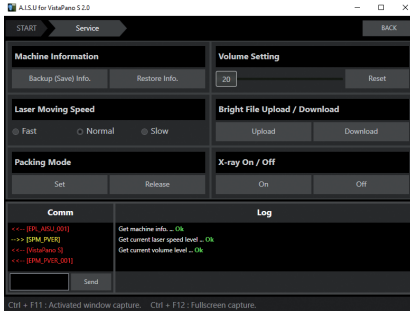 A.I.S.U for VistaPano S 2.0
START Service BACK
Machine Information
Backup (Save) Info. Restore Info.
Volume Setting
20 Reset
Laser Moving Speed
Fast Normal Slow
Bright File Upload / Download
Upload Download
Packing Mode
Set Release
X-ray On / Off
On Off
Comm
<<-- [EPL_AISU_001]
-->> [SPM_PVER]
<<-- [VistaPano S]
<<-- [EPM_PVER_001]
Send
Log
Get machine info. ... Ok
Get current laser speed level ... Ok
Get current volume level ... Ok
Ctrl + F11 : Activated window capture. Ctrl + F12 : Fullscreen capture.